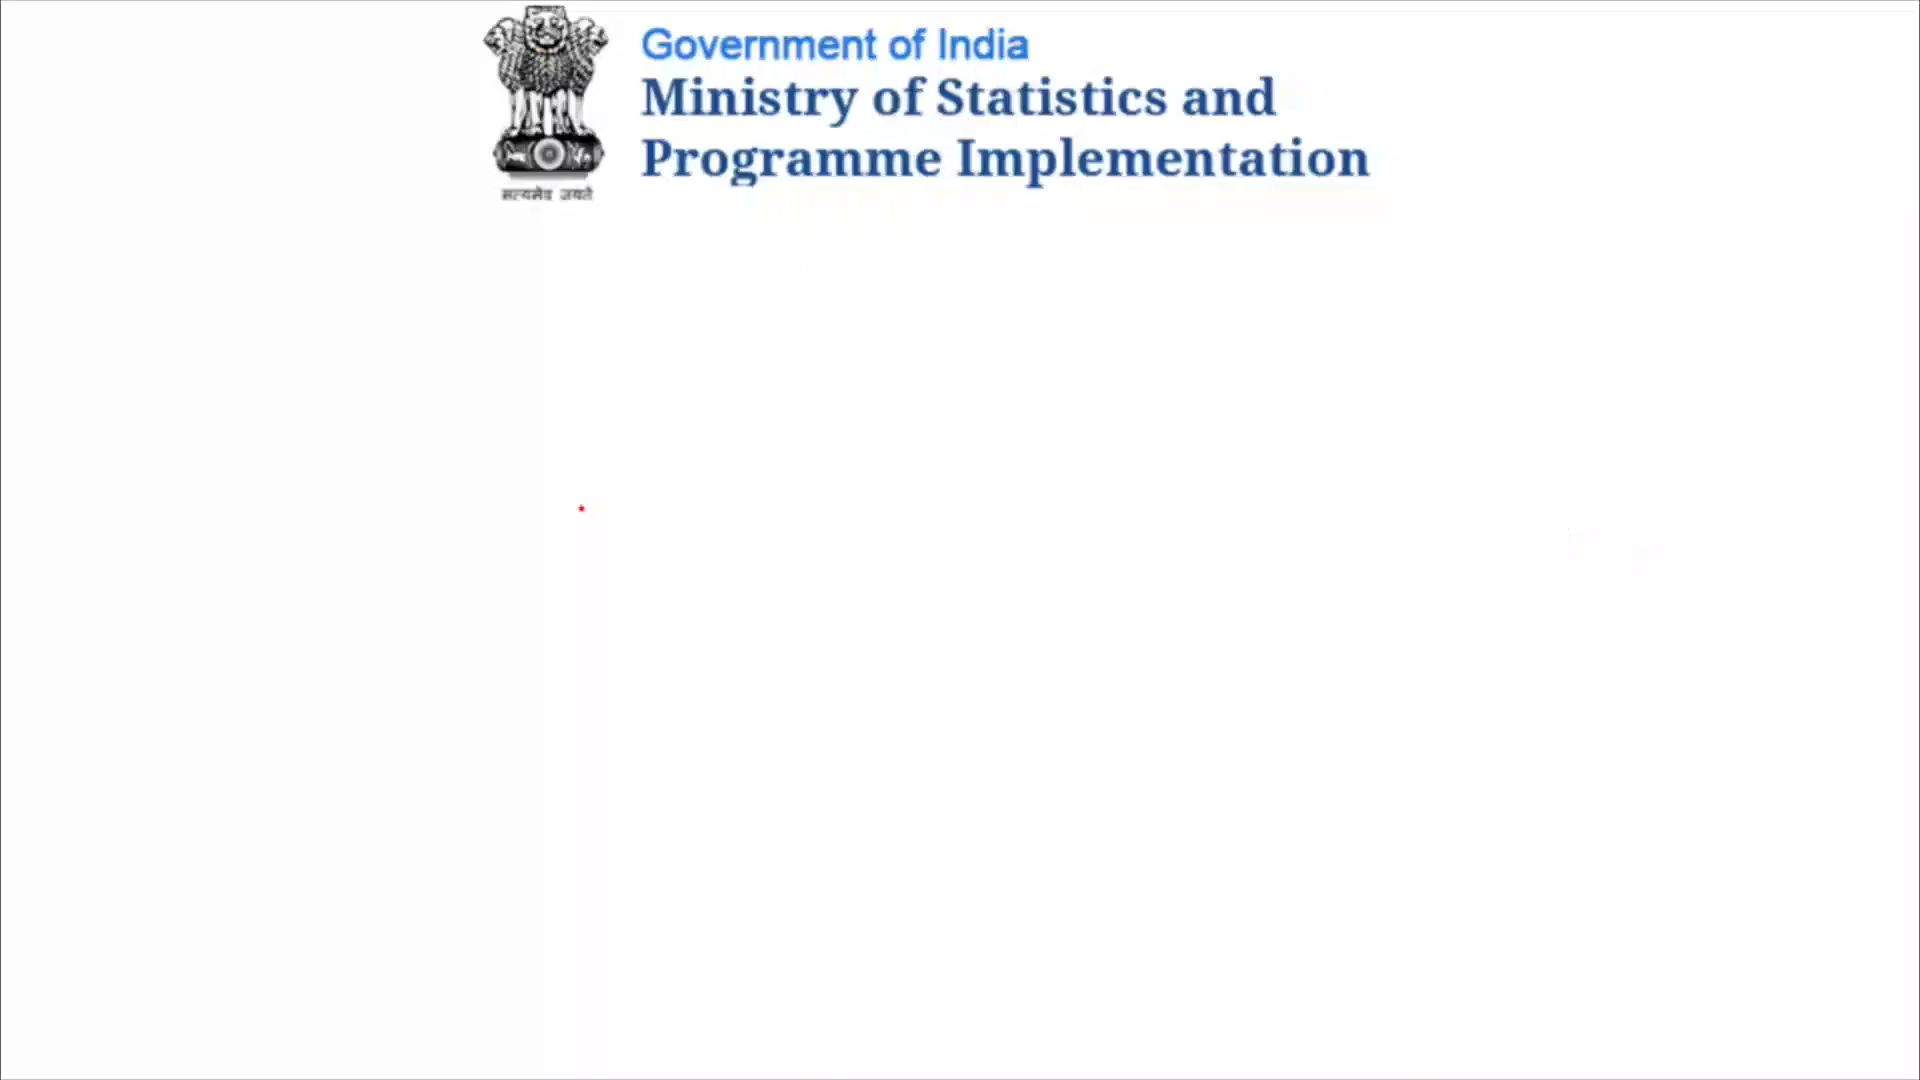 Government of India
Ministry of Statistics and
Programme Implementation
सत्यमेव जयते